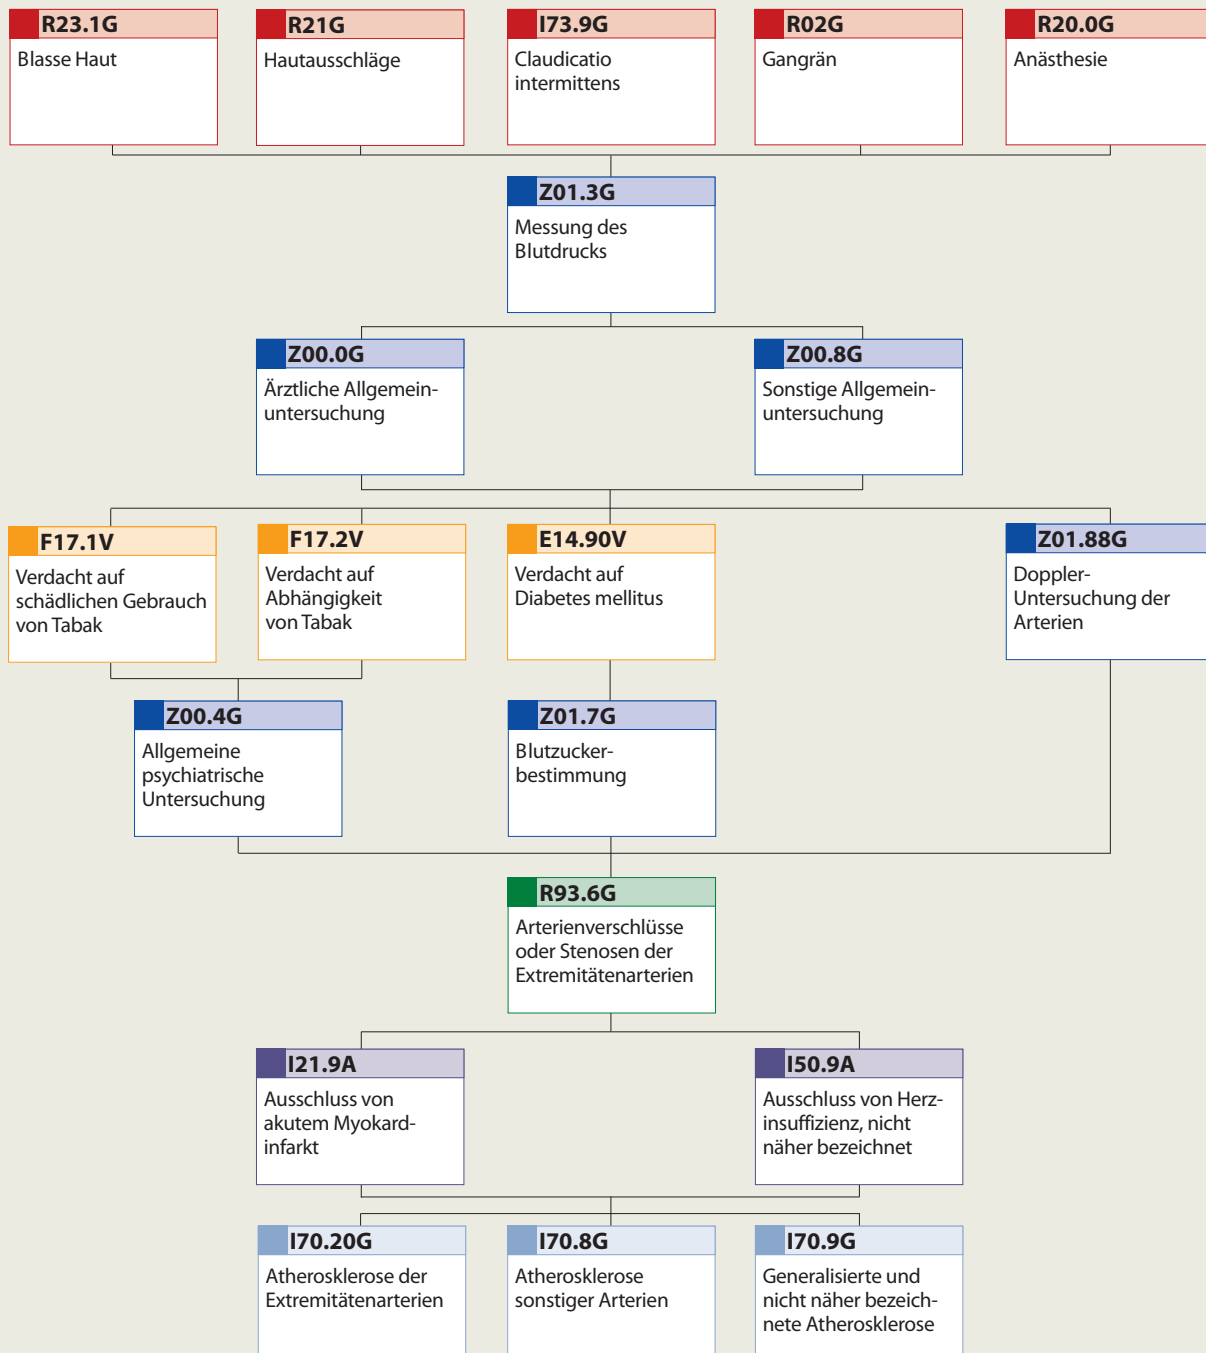 R23.1G
Blasse Haut
R21G
Hautausschläge
I73.9G
Claudicatio
intermittens
R02G
Gangrän
R20.0G
Anästhesie
Z01.3G
Messung des
Blutdrucks
Z00.0G
Ärztliche Allgemein-
untersuchung
Z00.8G
Sonstige Allgemein-
untersuchung
F17.1V
Verdacht auf
schädlichen Gebrauch
von Tabak
F17.2V
Verdacht auf
Abhängigkeit
von Tabak
E14.90V
Verdacht auf
Diabetes mellitus
Z01.88G
Doppler-
Untersuchung der
Arterien
Z00.4G
Allgemeine
psychiatrische
Untersuchung
Z01.7G
Blutzucker-
bestimmung
R93.6G
Arterienverschlüsse
oder Stenosen der
Extremitätenarterien
I21.9A
Ausschluss von
akutem Myokard-
infarkt
I50.9A
Ausschluss von Herz-
insuffizienz, nicht
näher bezeichnet
I70.20G
Atherosklerose der
Extremitätenarterien
I70.8G
Atherosklerose
sonstiger Arterien
I70.9G
Generalisierte und
nicht näher bezeich-
nete Atherosklerose